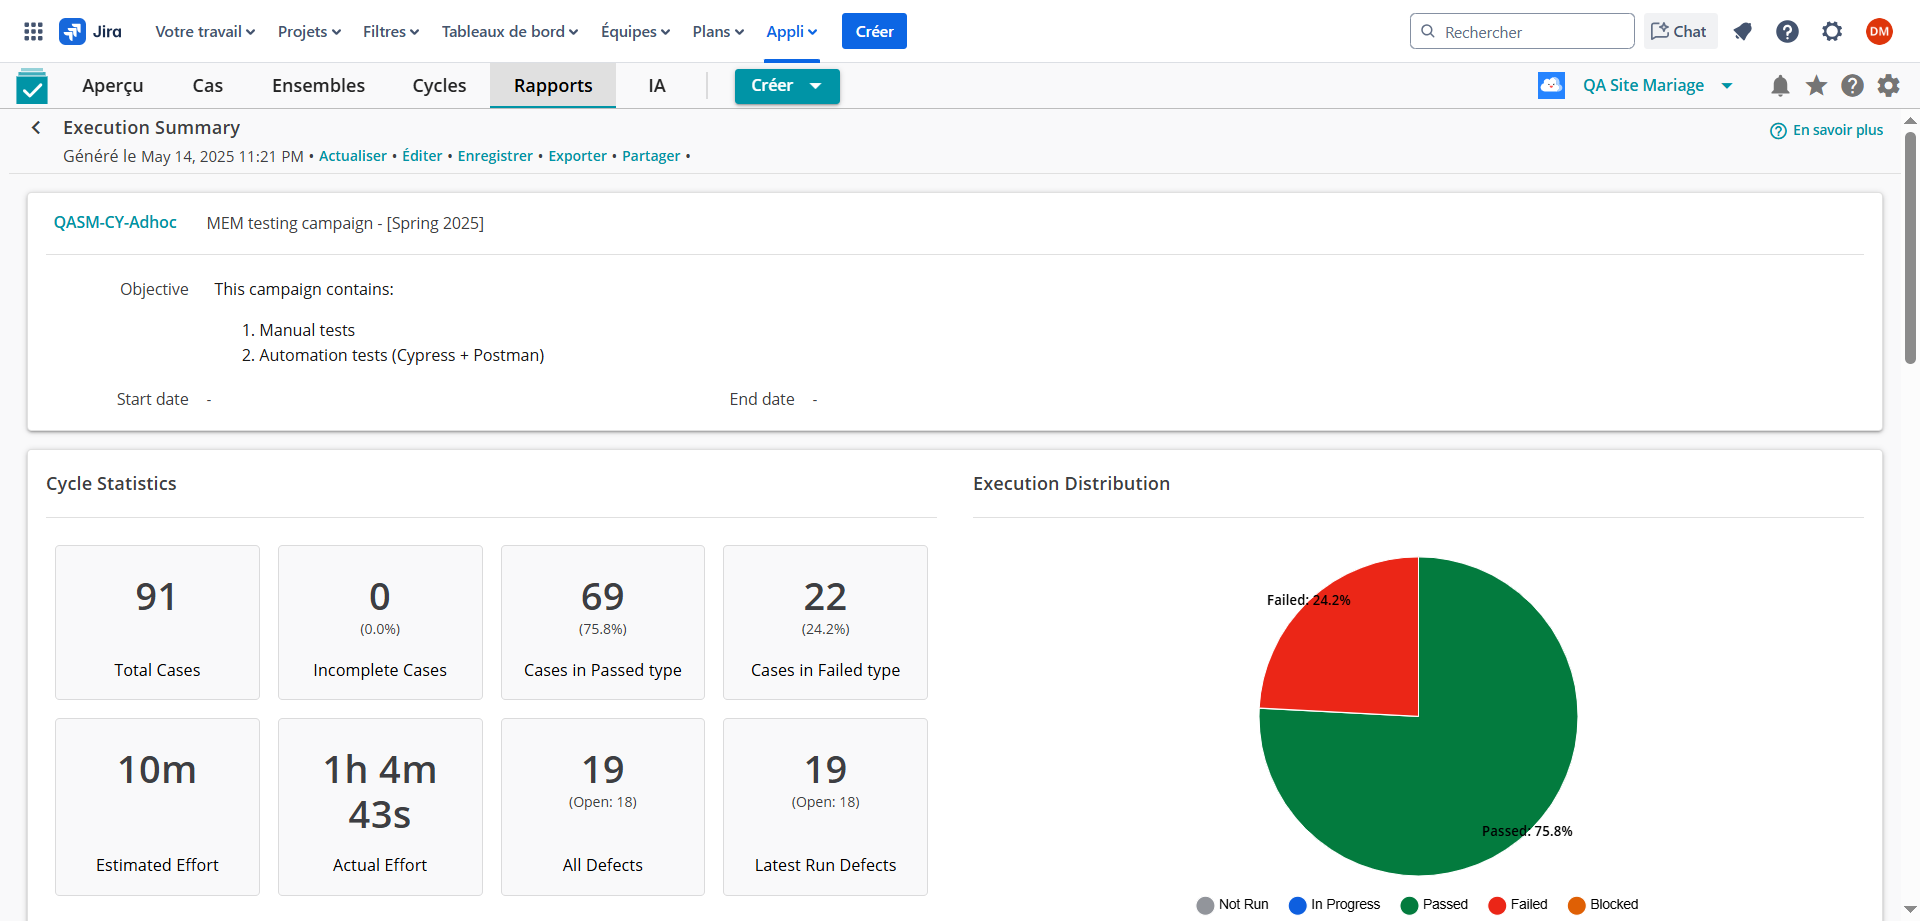 Jira
Votre travail
Projets
Filtres
Tableaux de bord
Équipes
Plans
Appli
Créer
Rechercher
Chat
DM
Aperçu
Cas
Ensembles
Cycles
Rapports
IA
Créer
QA Site Mariage
Execution Summary
En savoir plus
Généré le May 14, 2025 11:21 PM • Actualiser • Éditer • Enregistrer • Exporter • Partager •
QASM-CY-Adhoc MEM testing campaign - [Spring 2025]
Objective This campaign contains:
1. Manual tests
2. Automation tests (Cypress + Postman)
Start date -
End date -
Cycle Statistics
91
Total Cases
0
(0.0%)
Incomplete Cases
69
(75.8%)
Cases in Passed type
22
(24.2%)
Cases in Failed type
10m
Estimated Effort
1h 4m
43s
Actual Effort
19
(Open: 18)
All Defects
19
(Open: 18)
Latest Run Defects
Execution Distribution
Failed: 24.2%
Passed: 75.8%
Not Run
In Progress
Passed
Failed
Blocked